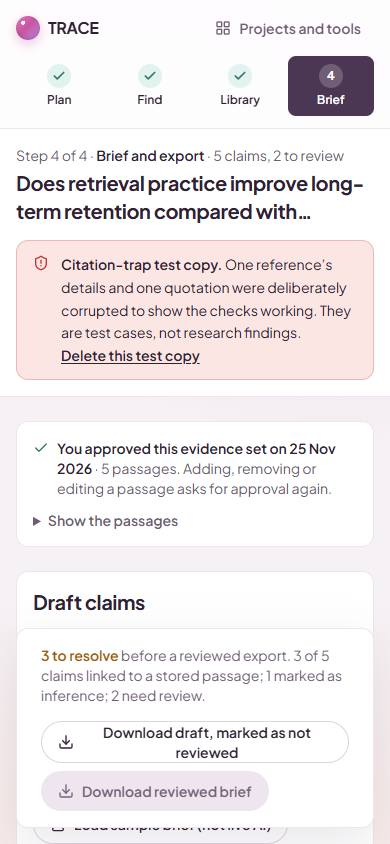 TRACE
Projects and tools
Plan
Find
Library
4
Brief
Step 4 of 4 · Brief and export · 5 claims, 2 to review
Does retrieval practice improve long-
term retention compared with…
Citation-trap test copy. One reference's
details and one quotation were deliberately
corrupted to show the checks working. They
are test cases, not research findings.
Delete this test copy
You approved this evidence set on 25 Nov
2026 · 5 passages. Adding, removing or
editing a passage asks for approval again.
Show the passages
Draft claims
3 to resolve before a reviewed export. 3 of 5
claims linked to a stored passage; 1 marked as
inference; 2 need review.
Download draft, marked as not
reviewed
Download reviewed brief
Load sample brief (not live AI)